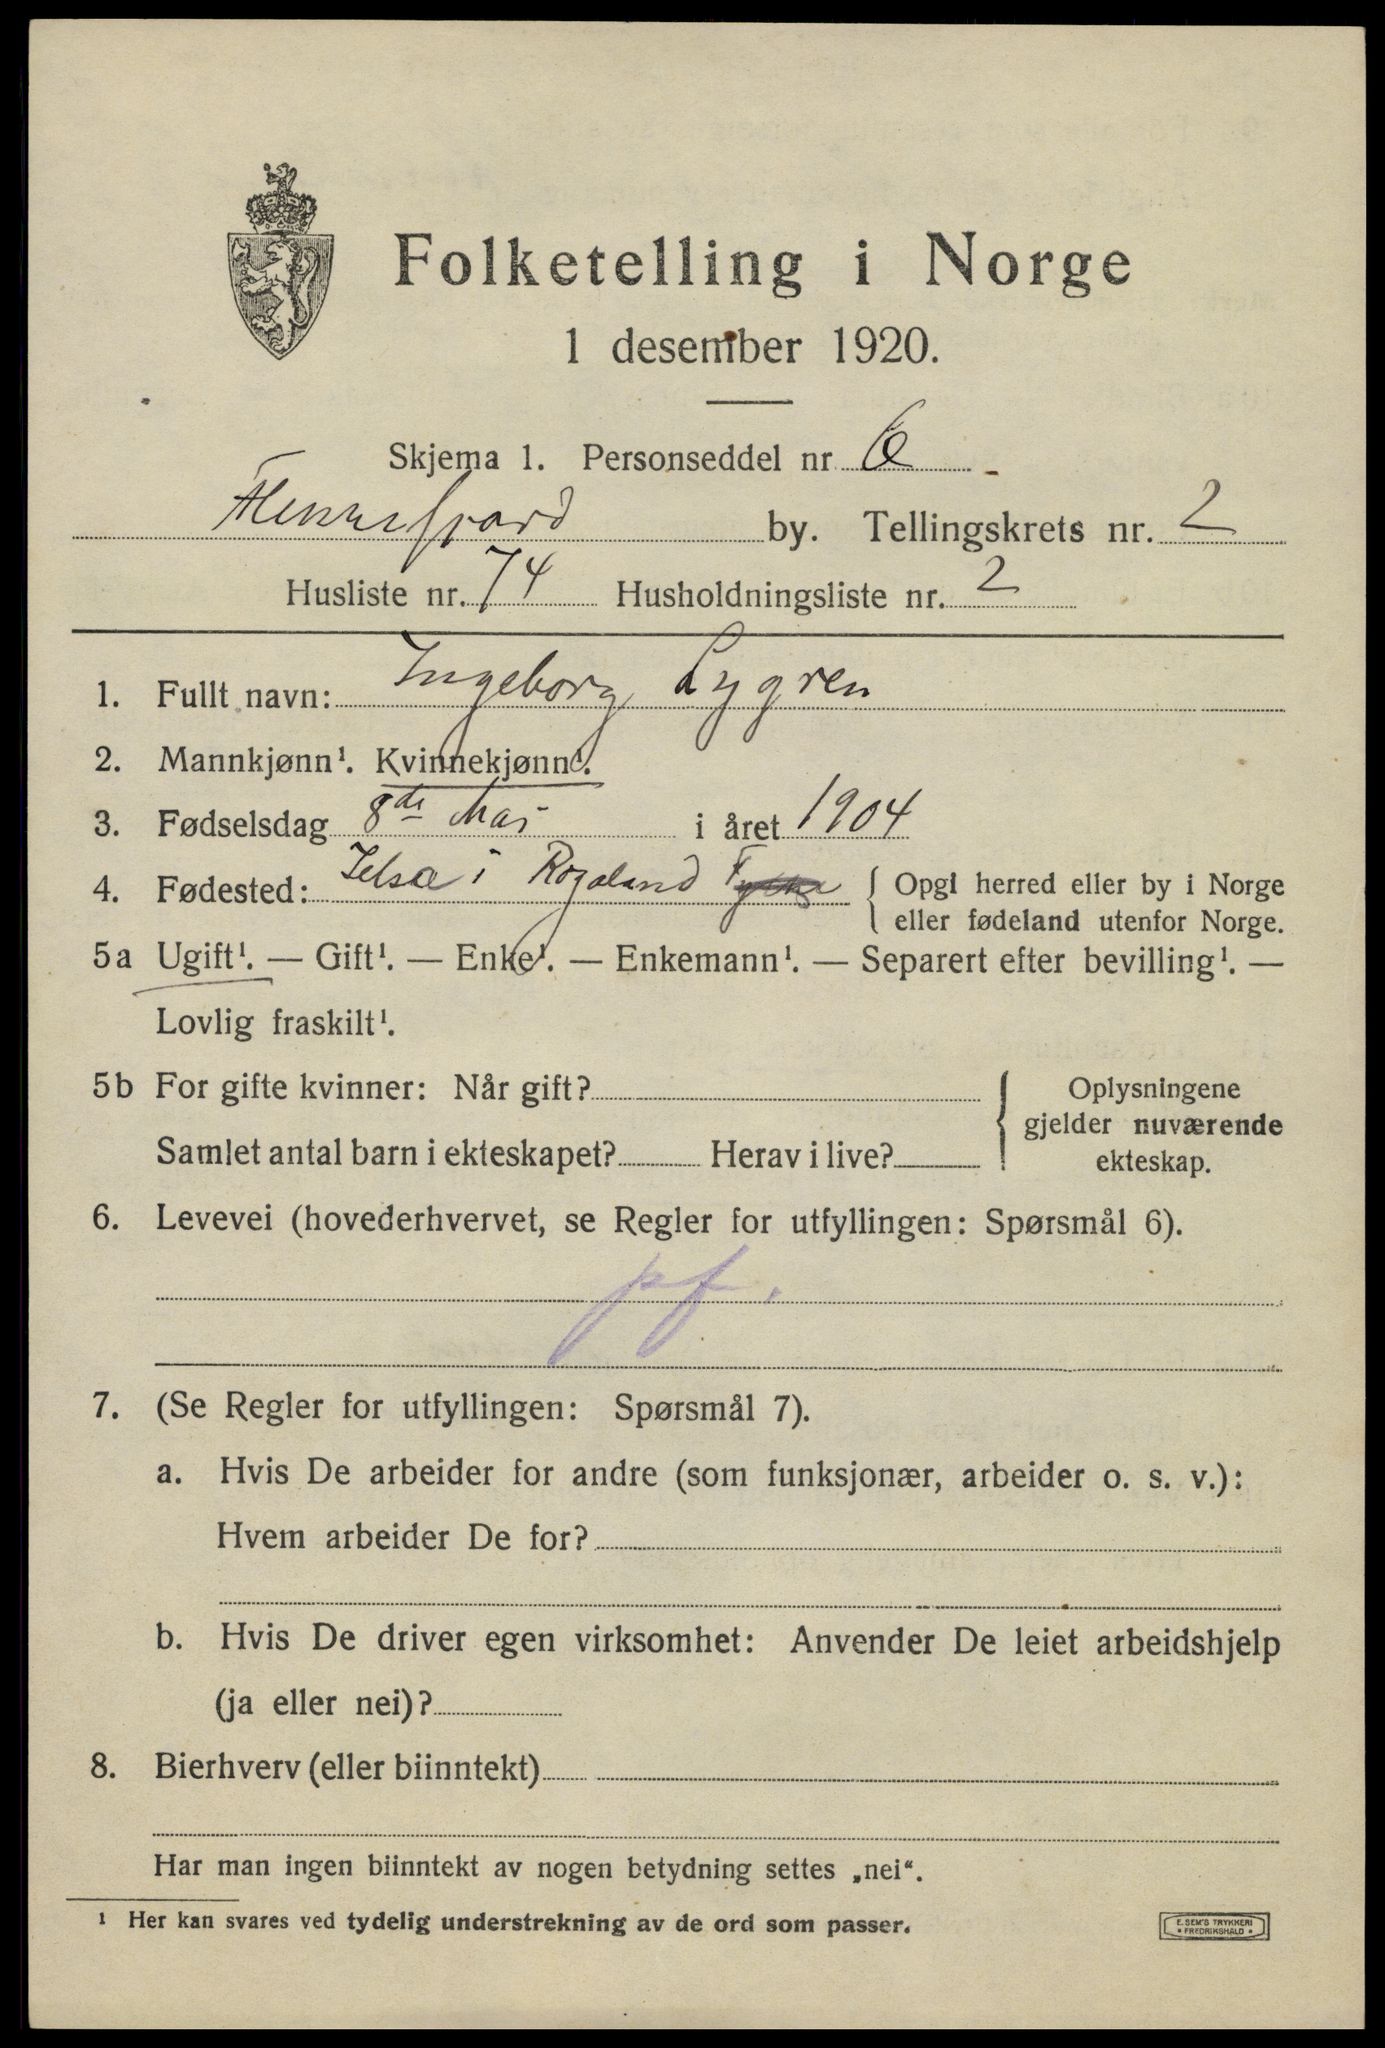 Folketelling i Norge
1 desember 1920.
Skjema 1. Personseddel nr. 6
Flekkefjord by. Tellingskrets nr. 2
Husliste nr. 74 Husholdningsliste nr. 2
1. Fullt navn: Ingeborg Lygren
2. Mannkjønn¹. Kvinnekjønn¹.
3. Fødselsdag 8de Mai i året 1904
4. Fødested: Jelsa i Rogaland Fylke { Opgi herred eller by i Norge
eller fødeland utenfor Norge.
5a Ugift¹. — Gift¹. — Enke¹. — Enkemann¹. — Separert efter bevilling¹. —
Lovlig fraskilt¹.
5b For gifte kvinner: Når gift? { Oplysningene
gjelder nuværende
Samlet antal barn i ekteskapet? Herav i live? ekteskap.
6. Levevei (hovederhvervet, se Regler for utfyllingen: Spørsmål 6).
pf.
7. (Se Regler for utfyllingen: Spørsmål 7).
a. Hvis De arbeider for andre (som funksjonær, arbeider o. s. v.):
Hvem arbeider De for?
b. Hvis De driver egen virksomhet: Anvender De leiet arbeidshjelp
(ja eller nei)?
8. Bierhverv (eller biinntekt)
Har man ingen biinntekt av nogen betydning settes „nei“.
¹ Her kan svares ved tydelig understrekning av de ord som passer.
E. SEM'S TRYKKERI
• FREDRIKSHALD •